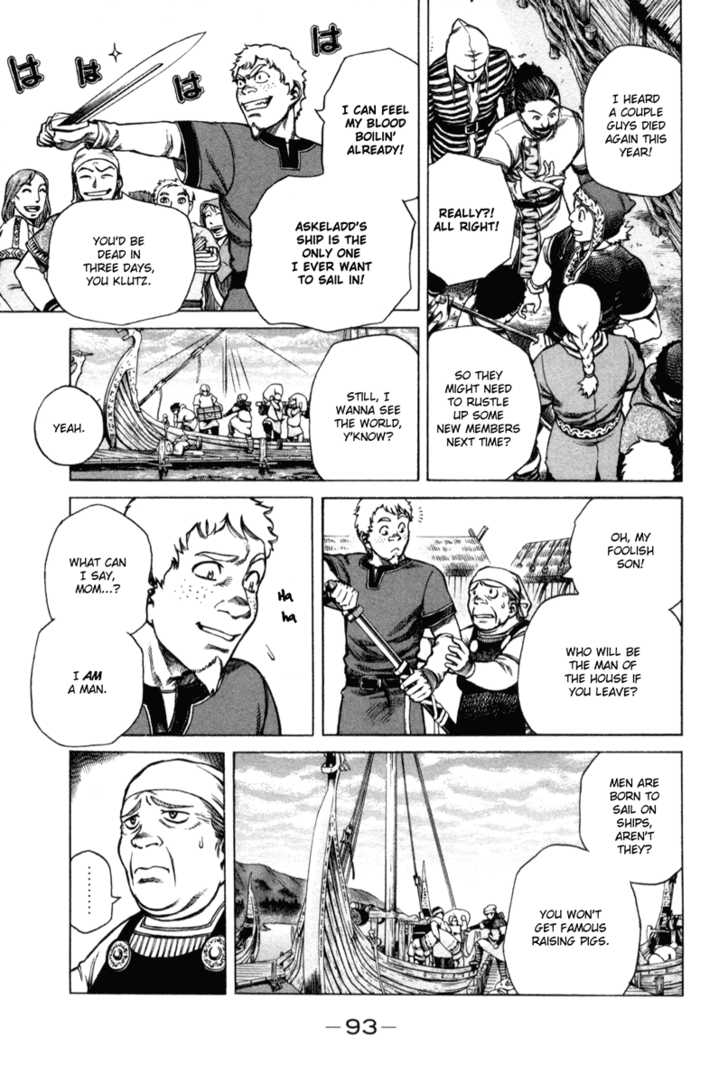 I HEARD
A COUPLE
GUYS DIED
AGAIN THIS
YEAR!
REALLY?!
ALL RIGHT!
SO THEY
MIGHT NEED
TO RUSTLE
UP SOME
NEW MEMBERS
NEXT TIME?
I CAN FEEL
MY BLOOD
BOILIN'
ALREADY!
ASKELADD'S
SHIP IS THE
ONLY ONE
I EVER WANT
TO SAIL IN!
は
は
は
は
YOU'D BE
DEAD IN
THREE DAYS,
YOU KLUTZ.
STILL, I
WANNA SEE
THE WORLD,
Y'KNOW?
YEAH.
OH, MY
FOOLISH
SON!
WHO WILL BE
THE MAN OF
THE HOUSE IF
YOU LEAVE?
WHAT CAN
I SAY,
MOM...?
Ha
ha
I AM
A MAN.
MEN ARE
BORN TO
SAIL ON
SHIPS,
AREN'T
THEY?
YOU WON'T
GET FAMOUS
RAISING PIGS.
......
—93—